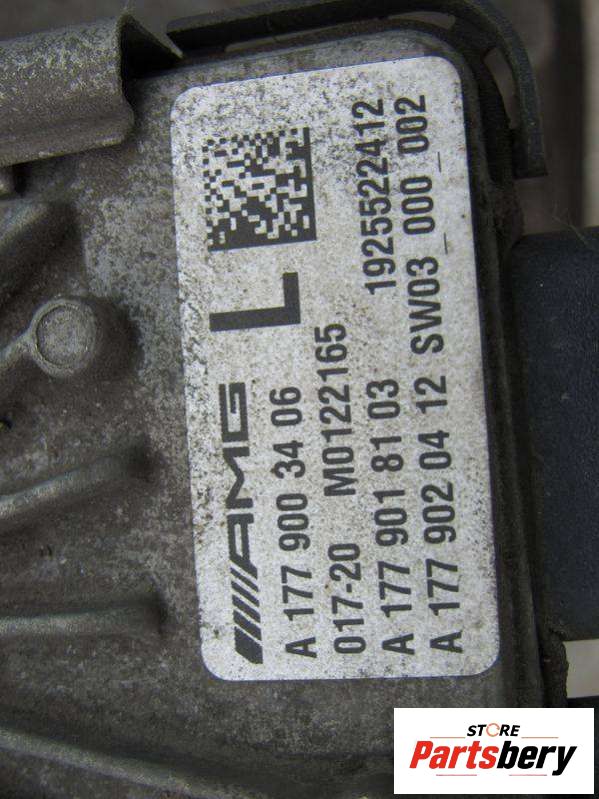 AMG L
A 177 900 34 06
017-20 M0122165 1925522412
A 177 901 81 03
A 177 902 04 12 SW03_000_002
STORE
Partsbery